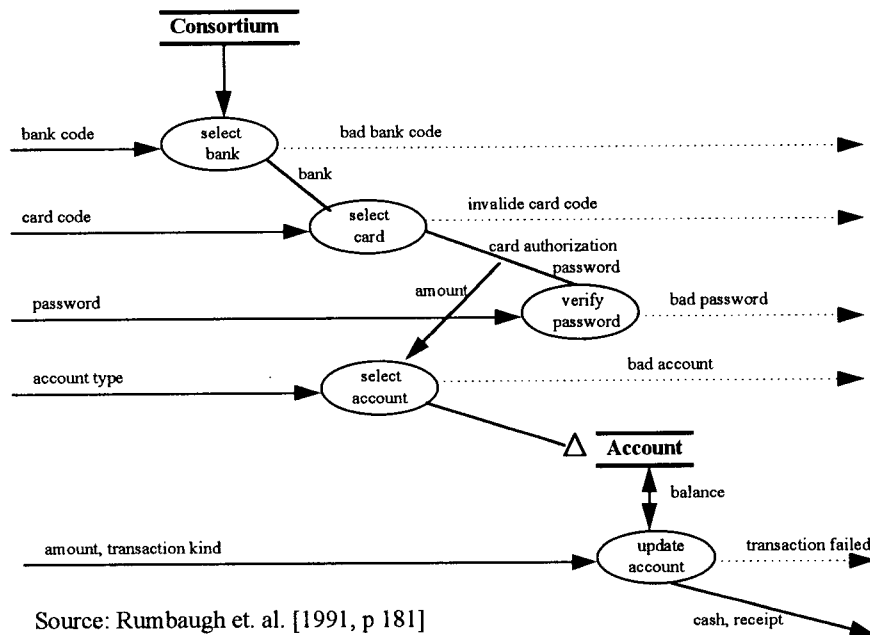 Consortium
bank code
select
bank
bad bank code
bank
card code
select
card
invalide card code
card authorization
password
amount
password
verify
password
bad password
account type
select
account
bad account
Account
balance
amount, transaction kind
update
account
transaction failed
cash, receipt
Source: Rumbaugh et. al. [1991, p 181]